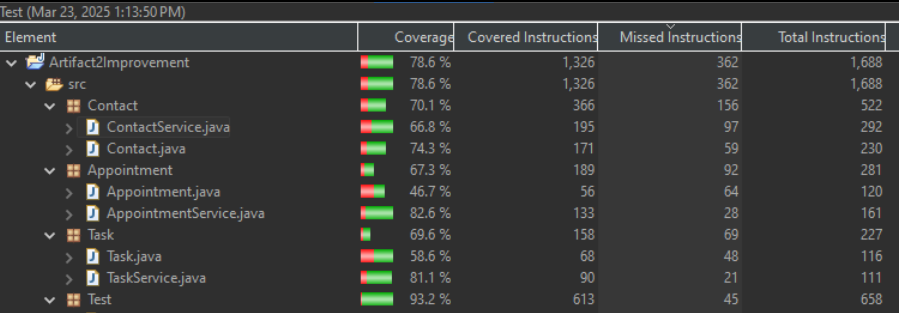 Test (Mar 23, 2025 1:13:50 PM)
Element Coverage Covered Instructions Missed Instructions Total Instructions
Artifact2Improvement 78.6 % 1,326 362 1,688
src 78.6 % 1,326 362 1,688
Contact 70.1 % 366 156 522
ContactService.java 66.8 % 195 97 292
Contact.java 74.3 % 171 59 230
Appointment 67.3 % 189 92 281
Appointment.java 46.7 % 56 64 120
AppointmentService.java 82.6 % 133 28 161
Task 69.6 % 158 69 227
Task.java 58.6 % 68 48 116
TaskService.java 81.1 % 90 21 111
Test 93.2 % 613 45 658